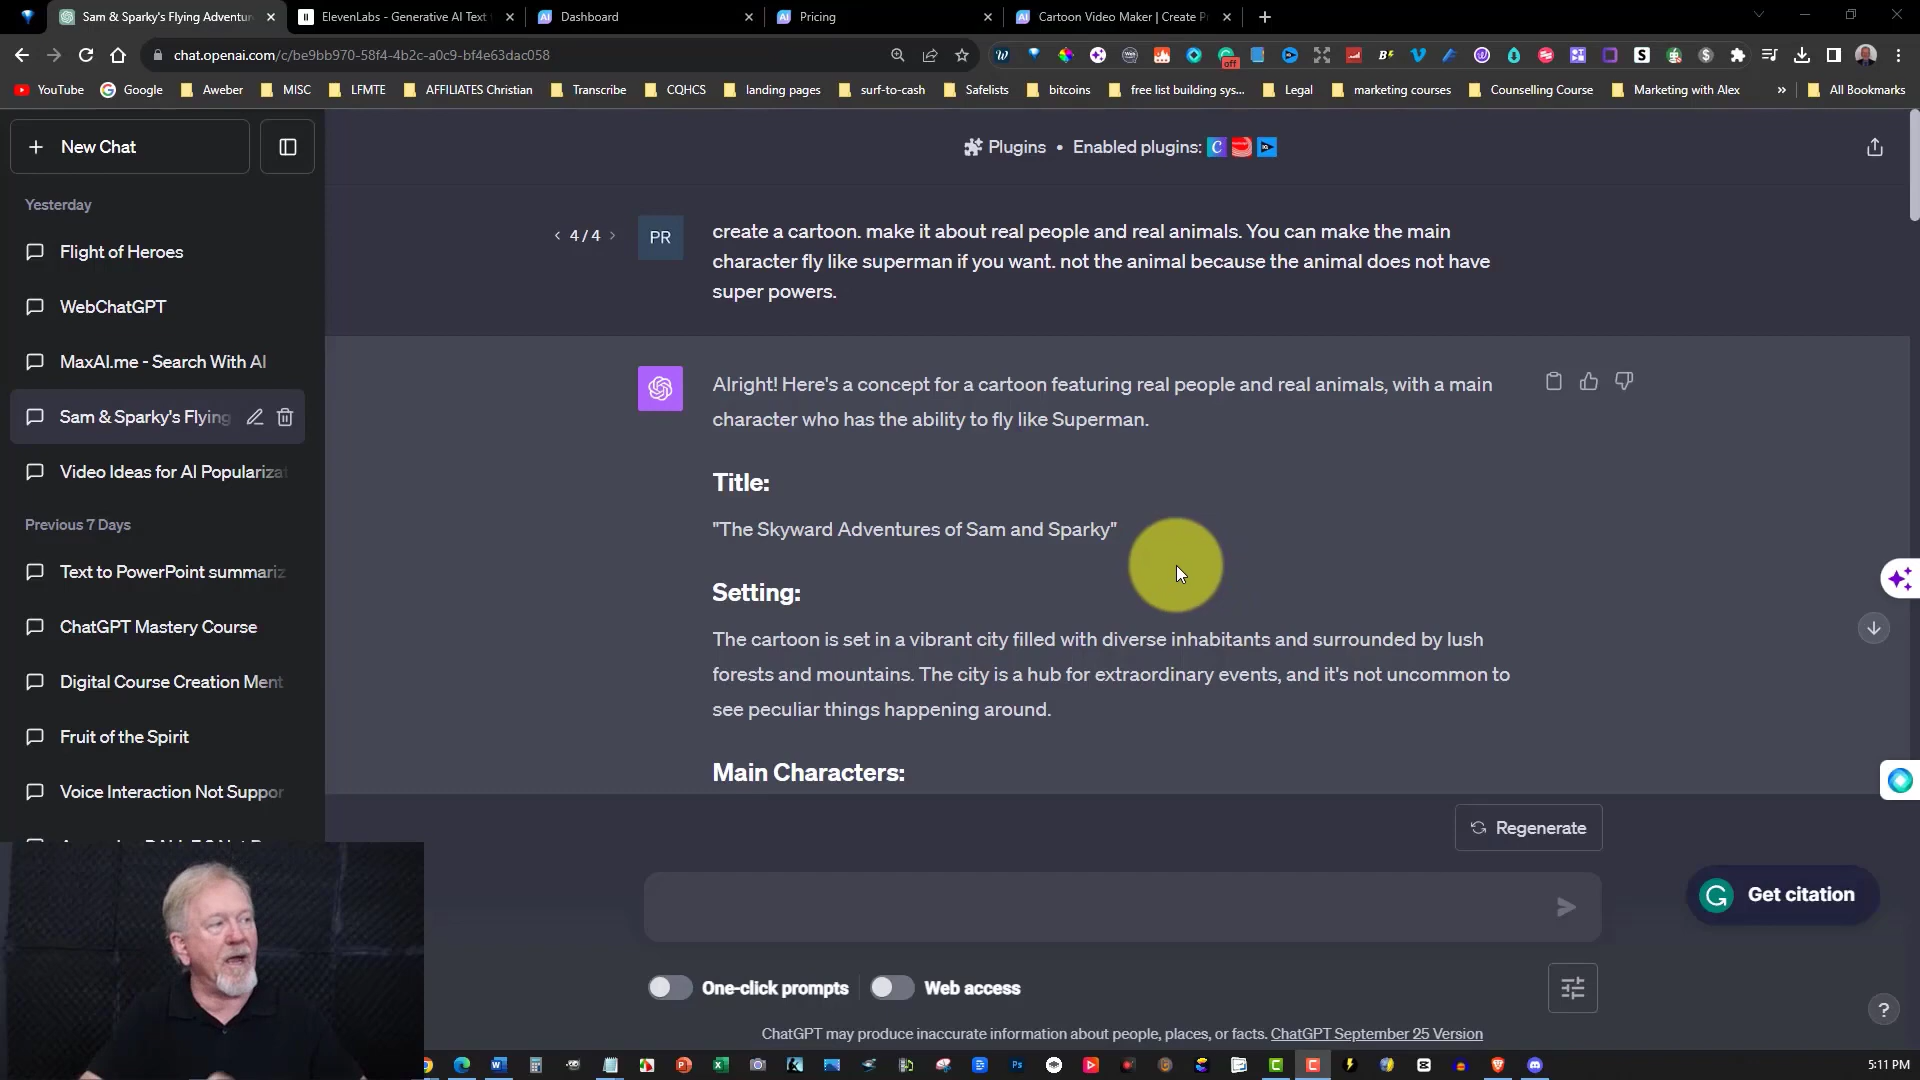 Sam & Sparky's Flying Adventur
ElevenLabs - Generative AI Text
Dashboard
Pricing
Cartoon Video Maker | Create P
chat.openai.com/c/be9bb970-58f4-4b2c-a0c9-bf4e63dac058
off
YouTube
Google
Aweber
MISC
LFMTE
AFFILIATES Christian
Transcribe
CQHCS
landing pages
surf-to-cash
Safelists
bitcoins
free list building sys...
Legal
marketing courses
Counselling Course
Marketing with Alex
»
All Bookmarks
New Chat
Yesterday
Flight of Heroes
WebChatGPT
MaxAI.me - Search With AI
Sam & Sparky's Flying
Video Ideas for AI Popularizat
Previous 7 Days
Text to PowerPoint summariz
ChatGPT Mastery Course
Digital Course Creation Ment
Fruit of the Spirit
Voice Interaction Not Suppor
Plugins • Enabled plugins:
< 4 / 4 >
PR
create a cartoon. make it about real people and real animals. You can make the main
character fly like superman if you want. not the animal because the animal does not have
super powers.
Alright! Here's a concept for a cartoon featuring real people and real animals, with a main
character who has the ability to fly like Superman.
Title:
"The Skyward Adventures of Sam and Sparky"
Setting:
The cartoon is set in a vibrant city filled with diverse inhabitants and surrounded by lush
forests and mountains. The city is a hub for extraordinary events, and it's not uncommon to
see peculiar things happening around.
Main Characters:
Regenerate
Get citation
One-click prompts
Web access
?
ChatGPT may produce inaccurate information about people, places, or facts. ChatGPT September 25 Version
5:11 PM